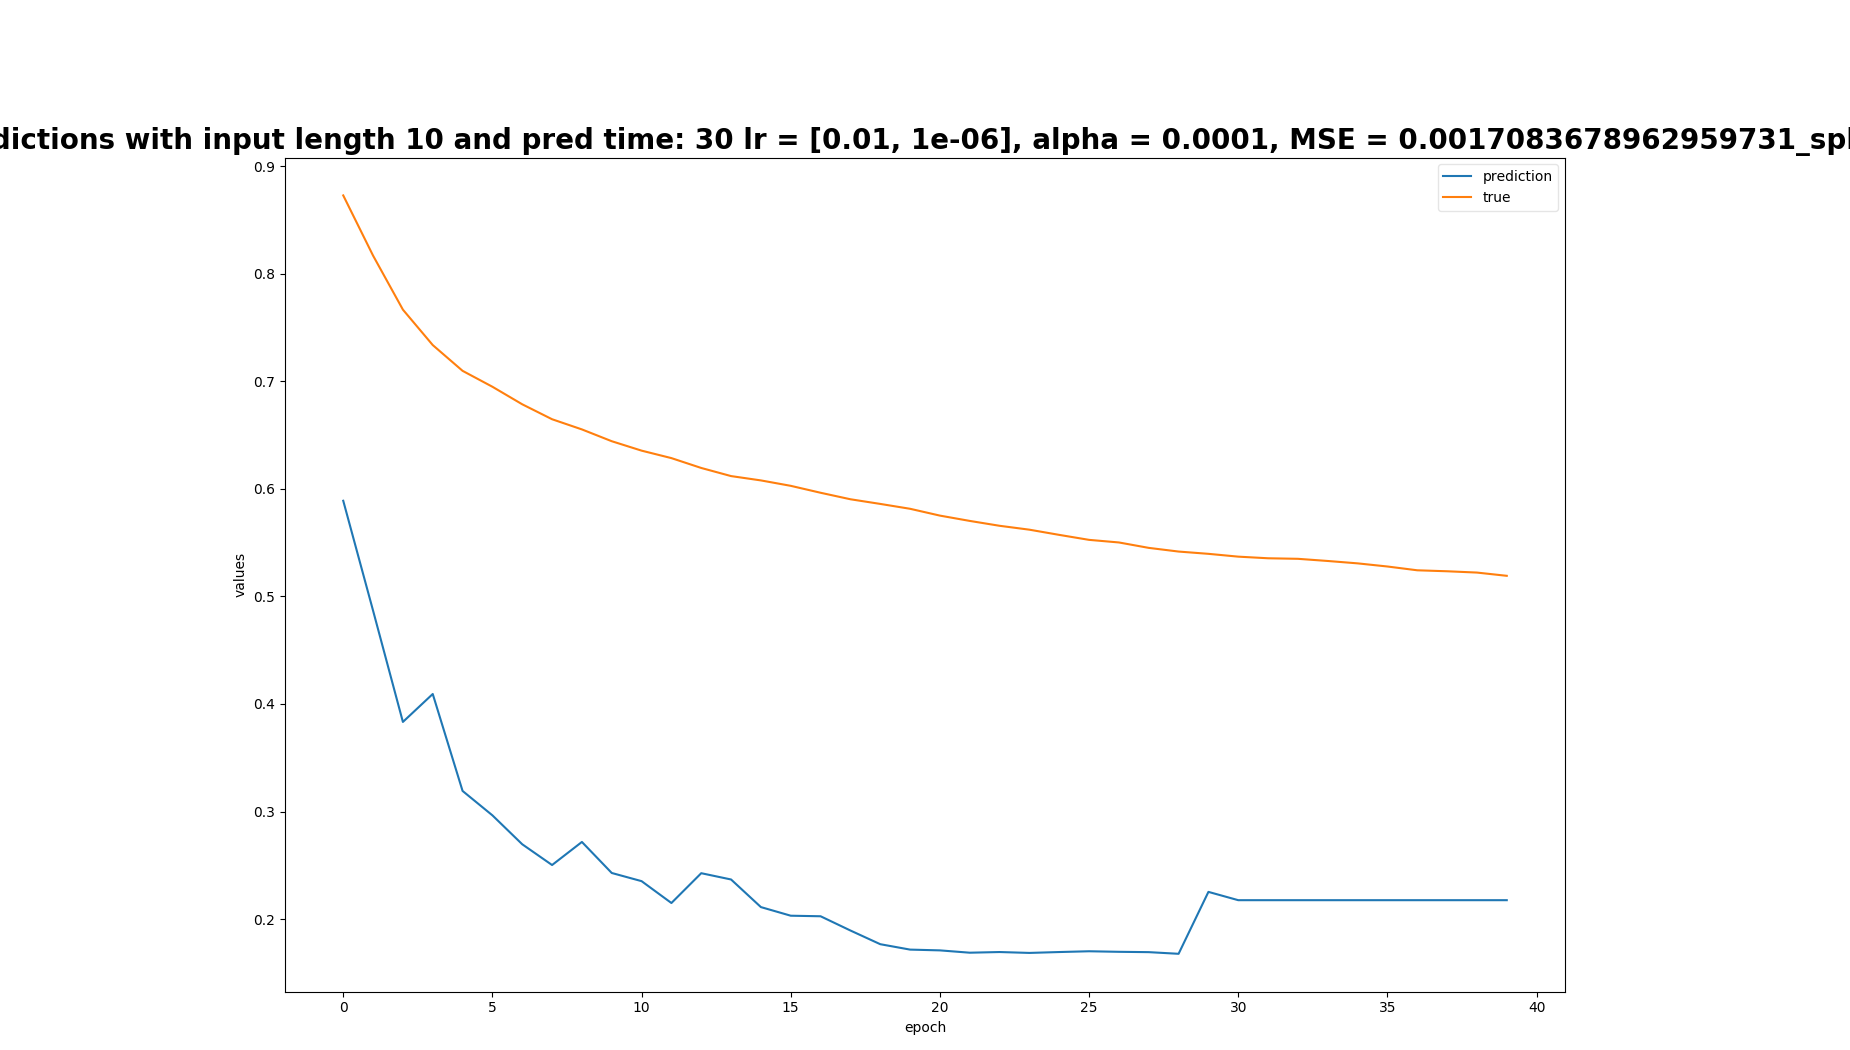 dictions with input length 10 and pred time: 30 lr = [0.01, 1e-06], alpha = 0.0001, MSE = 0.0017083678962959731_spl
prediction
true
0.9
0.8
0.7
0.6
0.5
0.4
0.3
0.2
values
0 5 10 15 20 25 30 35 40
epoch